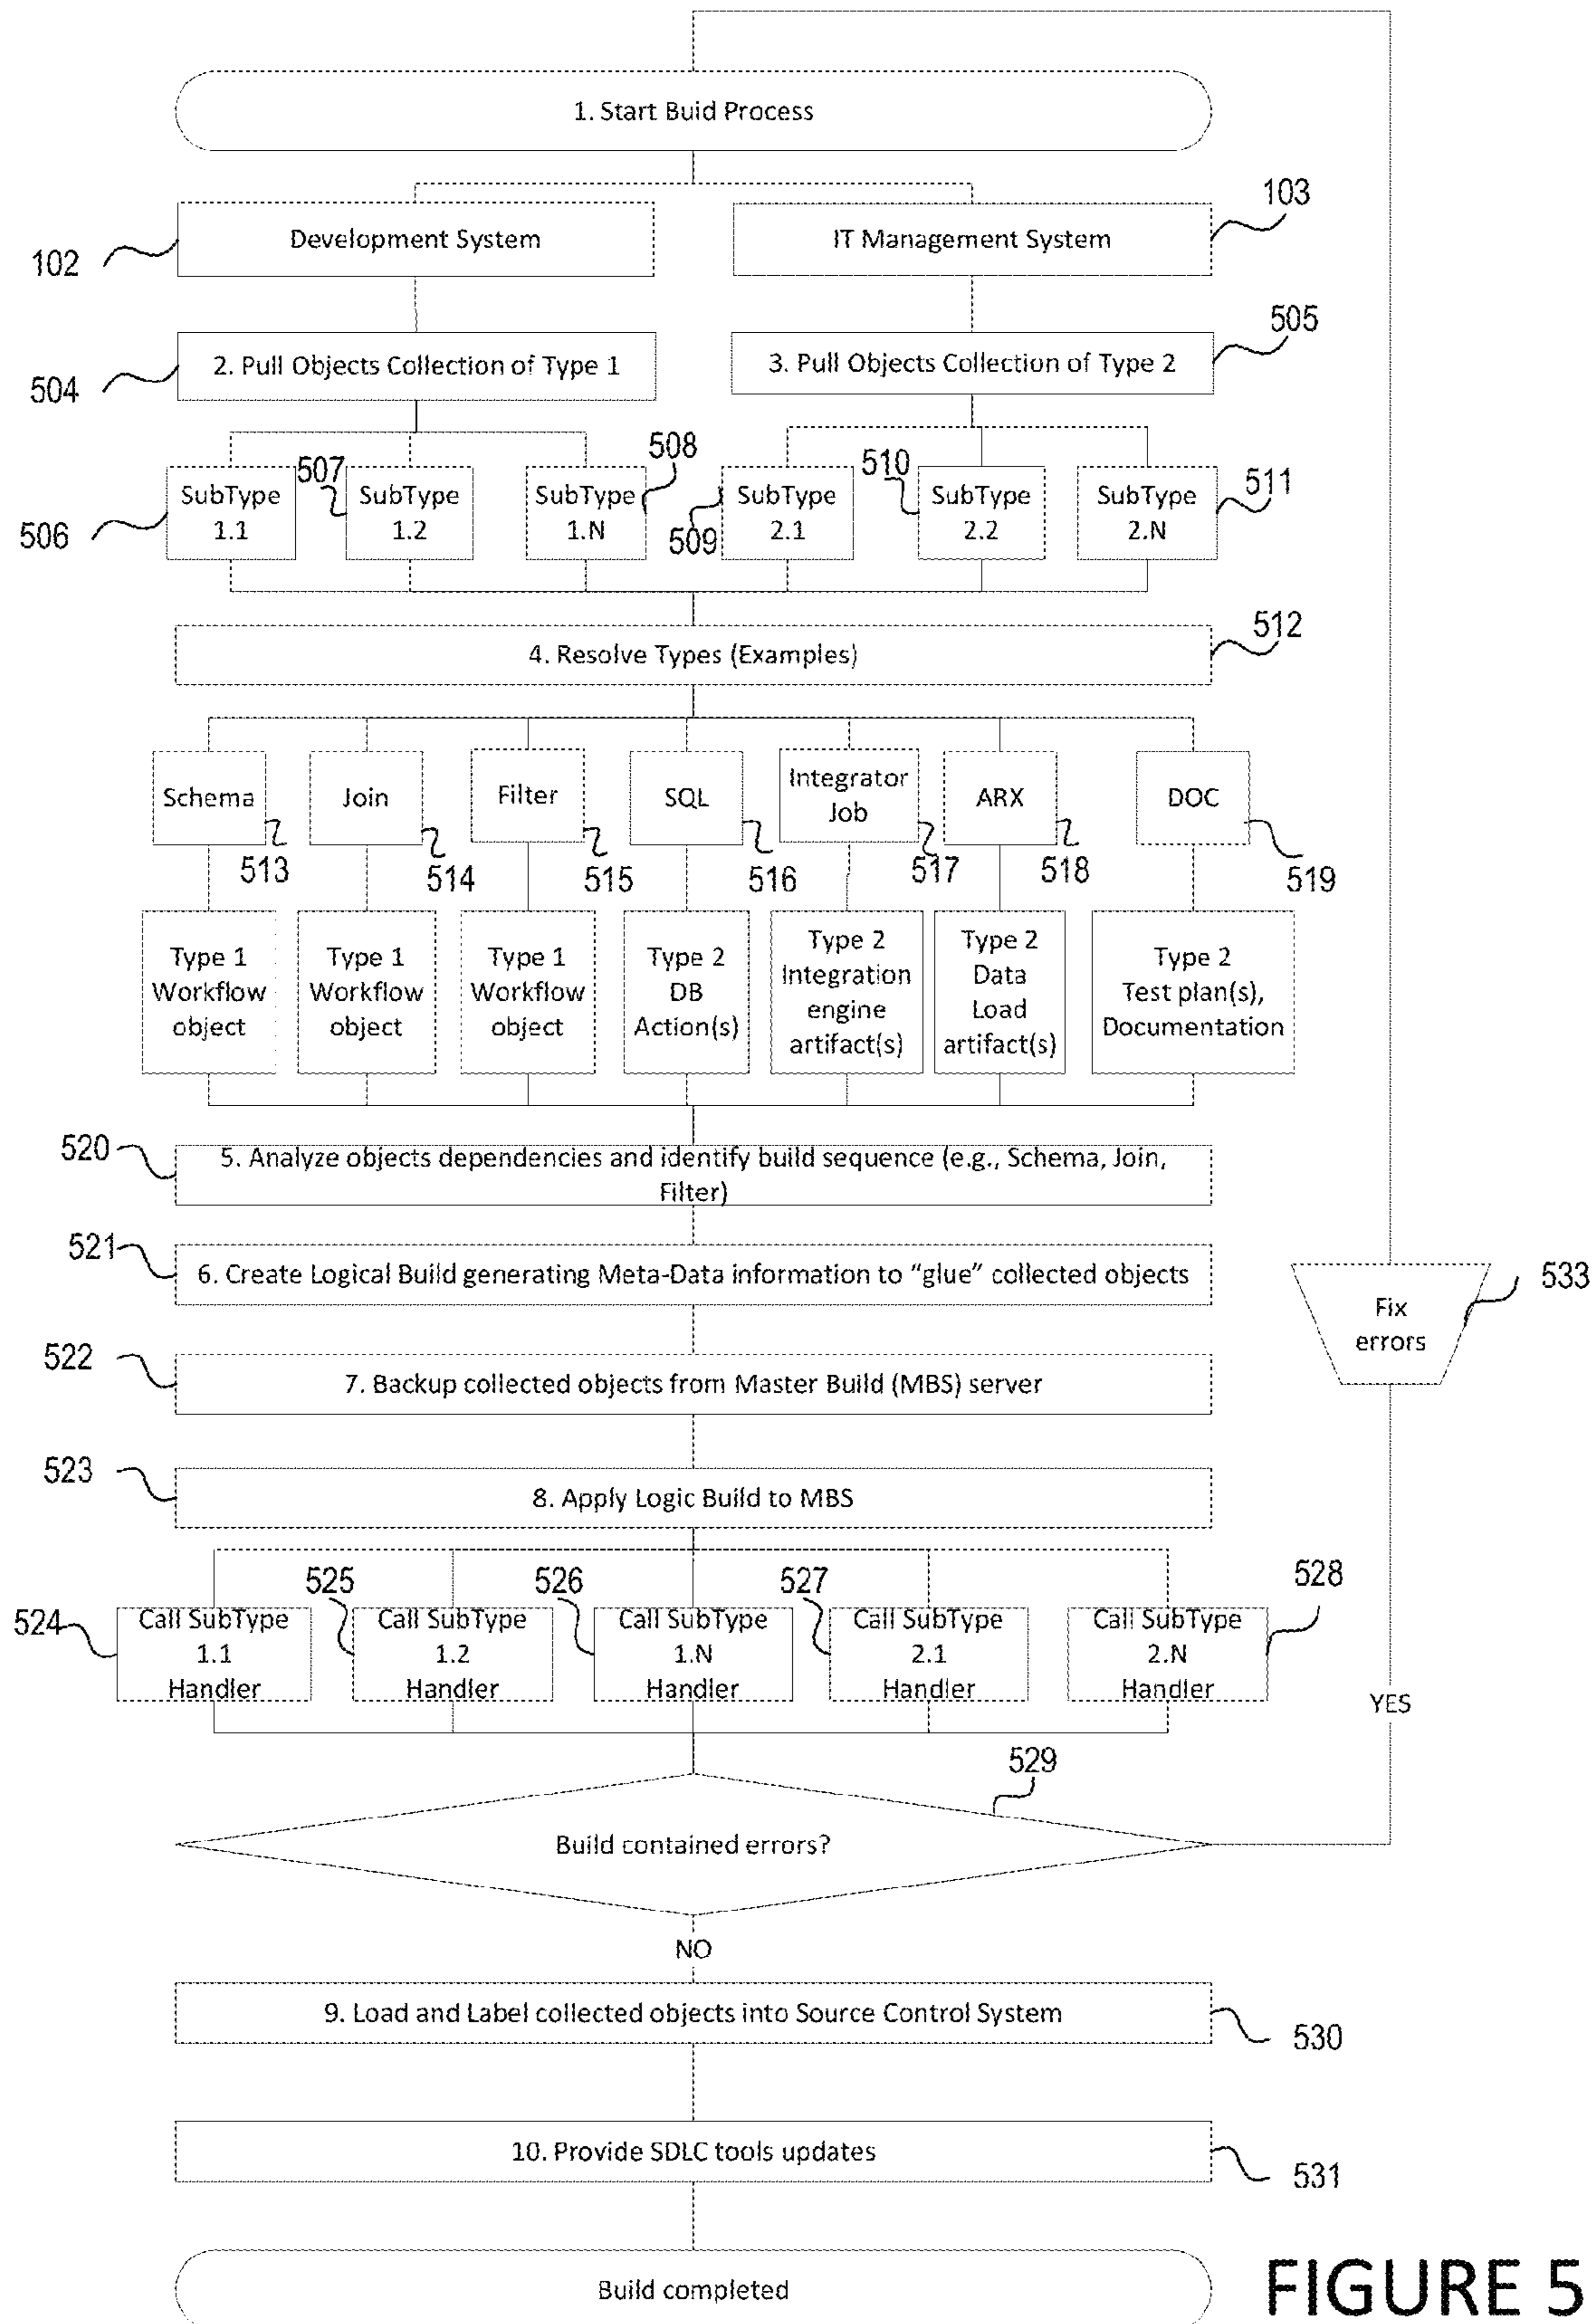 1. Start Buid Process
103
Development System
IT Management System
102
505
2. Pull Objects Collection of Type 1
3. Pull Objects Collection of Type 2
504
508
507
510
SubType
1.1
SubType
1.2
SubType
1.N
SubType
2.1
SubType
2.2
SubType
2.N
511
506
509
512
4. Resolve Types (Examples)
Schema
Join
Filter
SQL
Integrator
Job
ARX
DOC
513
514
515
516
517
518
519
Type 1
Workflow
object
Type 1
Workflow
object
Type 1
Workflow
object
Type 2
DB
Action(s)
Type 2
Integration
engine
artifact(s)
Type 2
Data
Load
artifact(s)
Type 2
Test plan(s),
Documentation
520
5. Analyze objects dependencies and identify build sequence (e.g., Schema, Join,
Filter)
521
6. Create Logical Build generating Meta-Data information to “glue” collected objects
533
Fix
errors
522
7. Backup collected objects from Master Build (MBS) server
523
8. Apply Logic Build to MBS
525
526
527
528
524
Call SubType
1.1
Handler
Call SubType
1.2
Handler
Call SubType
1.N
Handler
Call SubType
2.1
Handler
Call SubType
2.N
Handler
YES
529
Build contained errors?
NO
9. Load and Label collected objects into Source Control System
530
10. Provide SDLC tools updates
531
Build completed
FIGURE 5